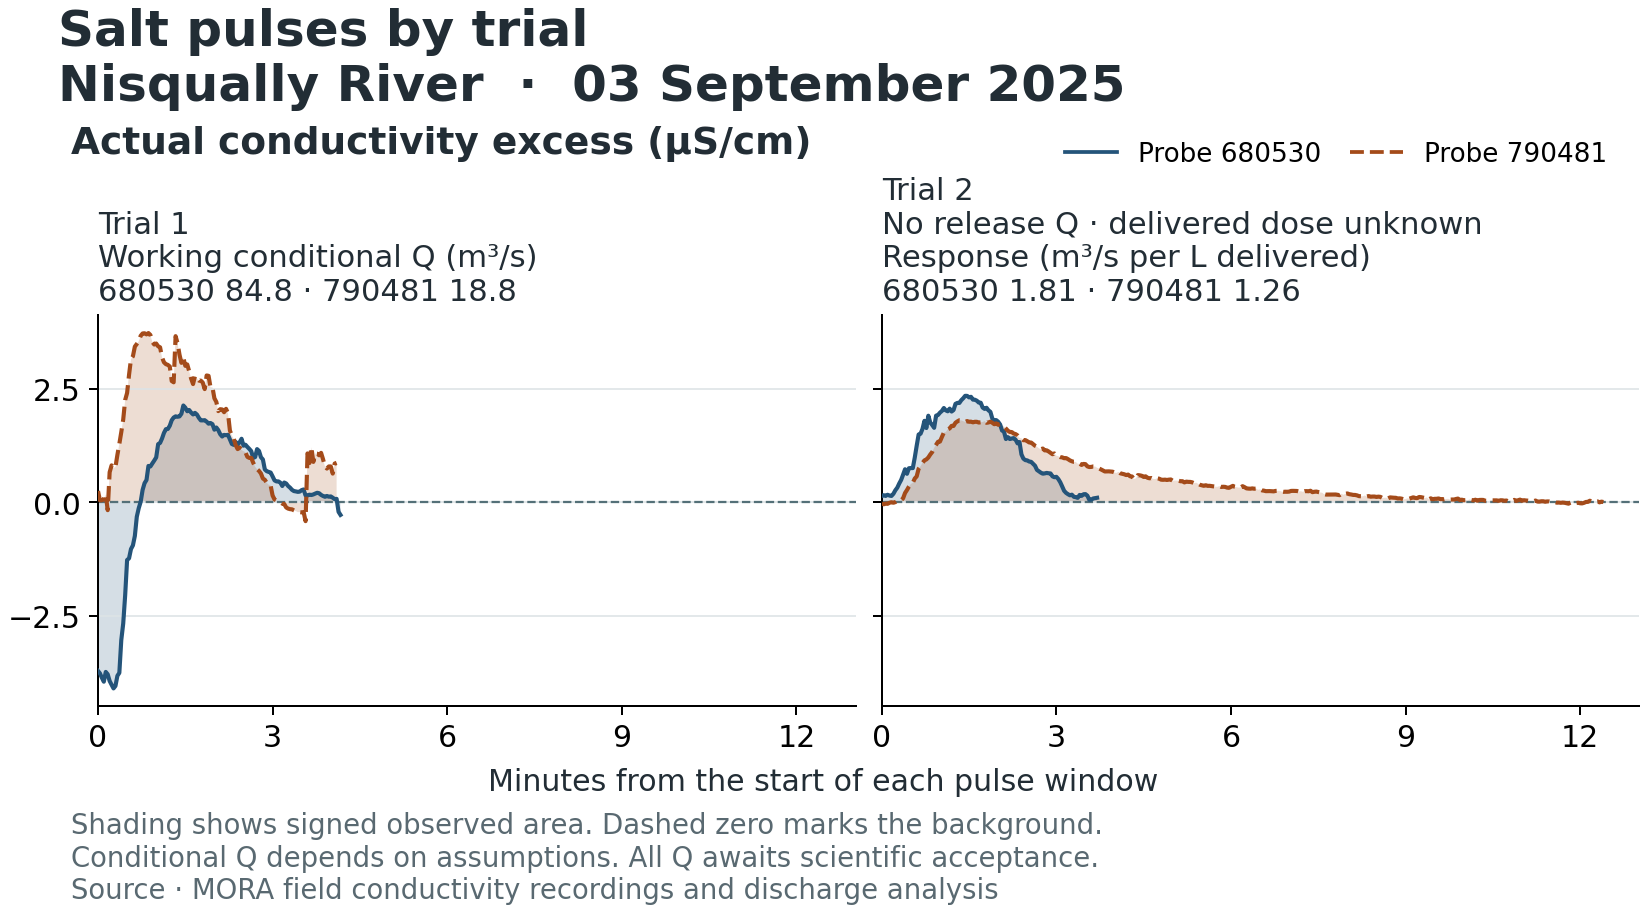 Salt pulses by trial
Nisqually River · 03 September 2025
Actual conductivity excess (µS/cm)
Probe 680530
Probe 790481
Trial 1
Working conditional Q (m³/s)
680530 84.8 · 790481 18.8
Trial 2
No release Q · delivered dose unknown
Response (m³/s per L delivered)
680530 1.81 · 790481 1.26
2.5
0.0
−2.5
0 3 6 9 12
0 3 6 9 12
Minutes from the start of each pulse window
Shading shows signed observed area. Dashed zero marks the background.
Conditional Q depends on assumptions. All Q awaits scientific acceptance.
Source · MORA field conductivity recordings and discharge analysis